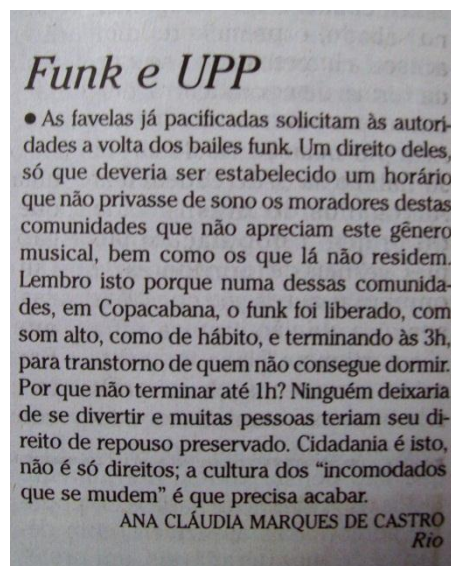 Funk e UPP
● As favelas já pacificadas solicitam às autori-
dades a volta dos bailes funk. Um direito deles,
só que deveria ser estabelecido um horário
que não privasse de sono os moradores destas
comunidades que não apreciam este gênero
musical, bem como os que lá não residem.
Lembro isto porque numa dessas comunida-
des, em Copacabana, o funk foi liberado, com
som alto, como de hábito, e terminando às 3h,
para transtorno de quem não consegue dormir.
Por que não terminar até 1h? Ninguém deixaria
de se divertir e muitas pessoas teriam seu di-
reito de repouso preservado. Cidadania é isto,
não é só direitos; a cultura dos “incomodados
que se mudem” é que precisa acabar.
ANA CLÁUDIA MARQUES DE CASTRO
Rio